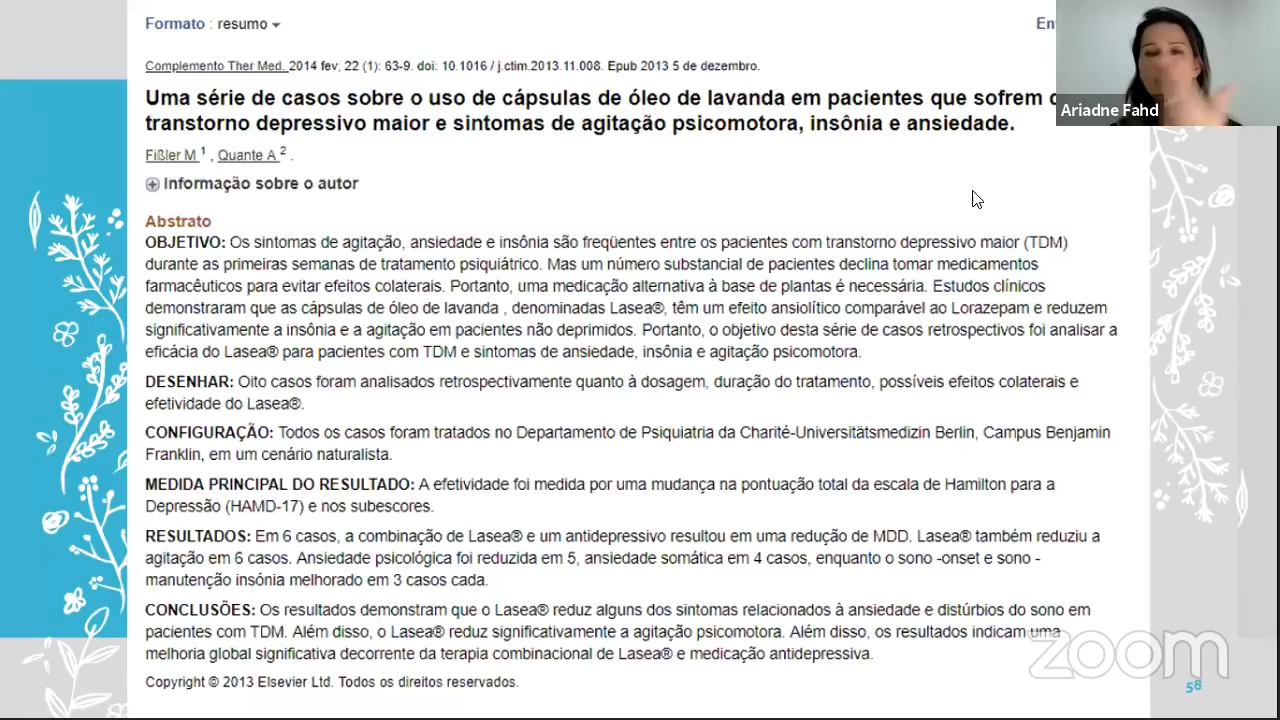 Formato : resumo
Ariadne Fahd
Complemento Ther Med. 2014 fev; 22 (1): 63-9. doi: 10.1016 / j.ctim.2013.11.008. Epub 2013 5 de dezembro.
Uma série de casos sobre o uso de cápsulas de óleo de lavanda em pacientes que sofrem
transtorno depressivo maior e sintomas de agitação psicomotora, insônia e ansiedade.
Fißler M 1 , Quante A 2 .
Informação sobre o autor
Abstrato
OBJETIVO: Os sintomas de agitação, ansiedade e insônia são freqüentes entre os pacientes com transtorno depressivo maior (TDM)
durante as primeiras semanas de tratamento psiquiátrico. Mas um número substancial de pacientes declina tomar medicamentos
farmacêuticos para evitar efeitos colaterais. Portanto, uma medicação alternativa à base de plantas é necessária. Estudos clínicos
demonstraram que as cápsulas de óleo de lavanda , denominadas Lasea®, têm um efeito ansiolítico comparável ao Lorazepam e reduzem
significativamente a insônia e a agitação em pacientes não deprimidos. Portanto, o objetivo desta série de casos retrospectivos foi analisar a
eficácia do Lasea® para pacientes com TDM e sintomas de ansiedade, insônia e agitação psicomotora.
DESENHAR: Oito casos foram analisados retrospectivamente quanto à dosagem, duração do tratamento, possíveis efeitos colaterais e
efetividade do Lasea®.
CONFIGURAÇÃO: Todos os casos foram tratados no Departamento de Psiquiatria da Charité-Universitätsmedizin Berlin, Campus Benjamin
Franklin, em um cenário naturalista.
MEDIDA PRINCIPAL DO RESULTADO: A efetividade foi medida por uma mudança na pontuação total da escala de Hamilton para a
Depressão (HAMD-17) e nos subescores.
RESULTADOS: Em 6 casos, a combinação de Lasea® e um antidepressivo resultou em uma redução de MDD. Lasea® também reduziu a
agitação em 6 casos. Ansiedade psicológica foi reduzida em 5, ansiedade somática em 4 casos, enquanto o sono -onset e sono -
manutenção insónia melhorado em 3 casos cada.
CONCLUSÕES: Os resultados demonstram que o Lasea® reduz alguns dos sintomas relacionados à ansiedade e distúrbios do sono em
pacientes com TDM. Além disso, o Lasea® reduz significativamente a agitação psicomotora. Além disso, os resultados indicam uma
melhoria global significativa decorrente da terapia combinacional de Lasea® e medicação antidepressiva.
Copyright © 2013 Elsevier Ltd. Todos os direitos reservados.
zoom
58